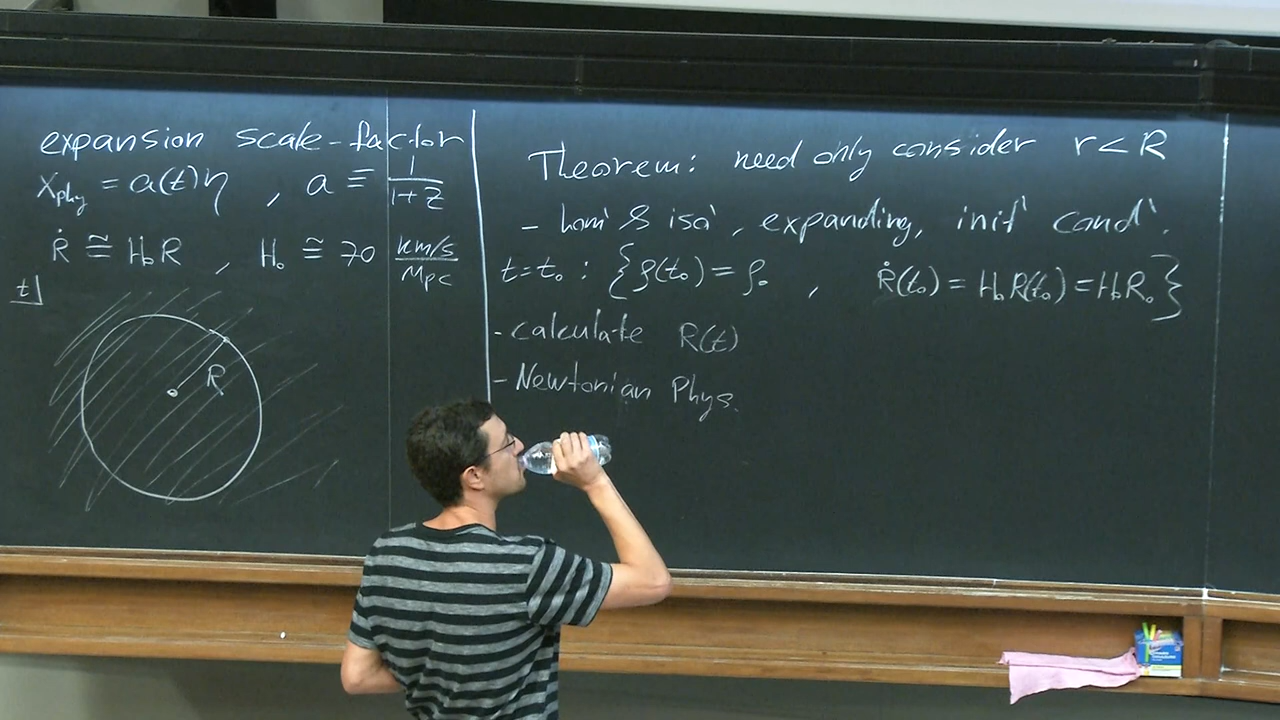 expansion scale-factor
x_phy = a(t)η , a ≡ 1/(1+z)
Ṙ ≅ H₀R , H₀ ≅ 70 km/s/Mpc
t
R
Theorem: need only consider r < R
- hom' & iso', expanding, init' cond'.
t=t₀ : {ρ(t₀) = ρ₀ , Ṙ(t₀) = H₀R(t₀) = H₀R₀}
- calculate R(t)
- Newtonian Phys.